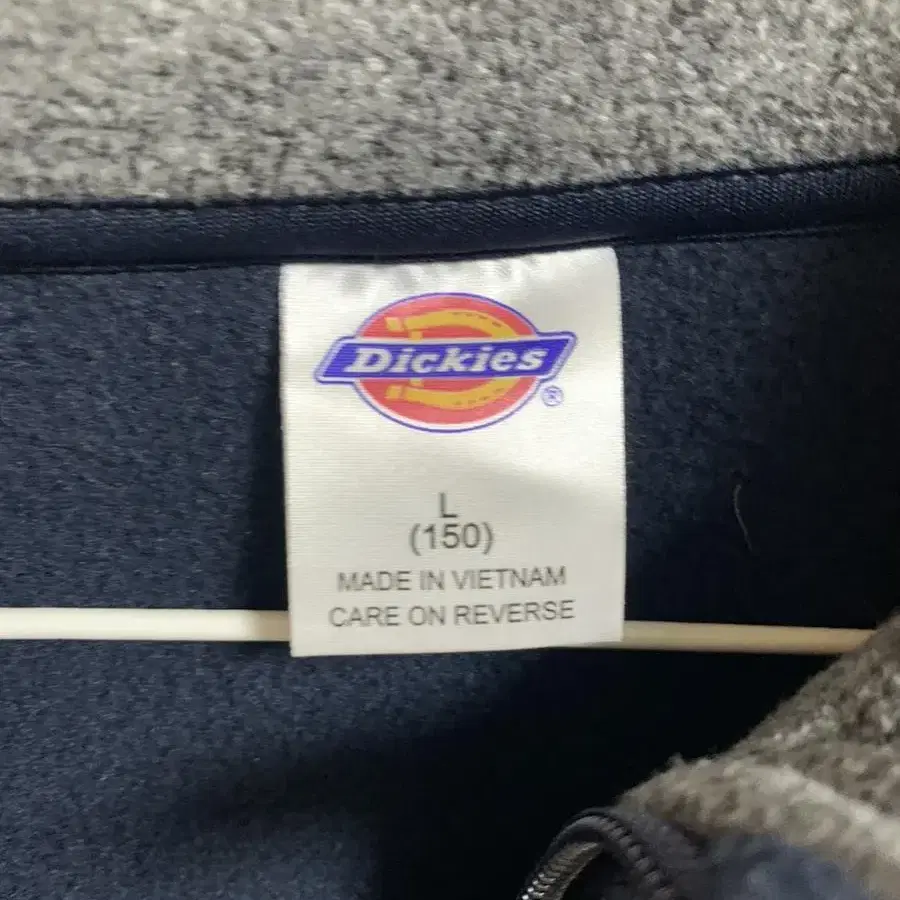 Dickies
®
L
(150)
MADE IN VIETNAM
CARE ON REVERSE